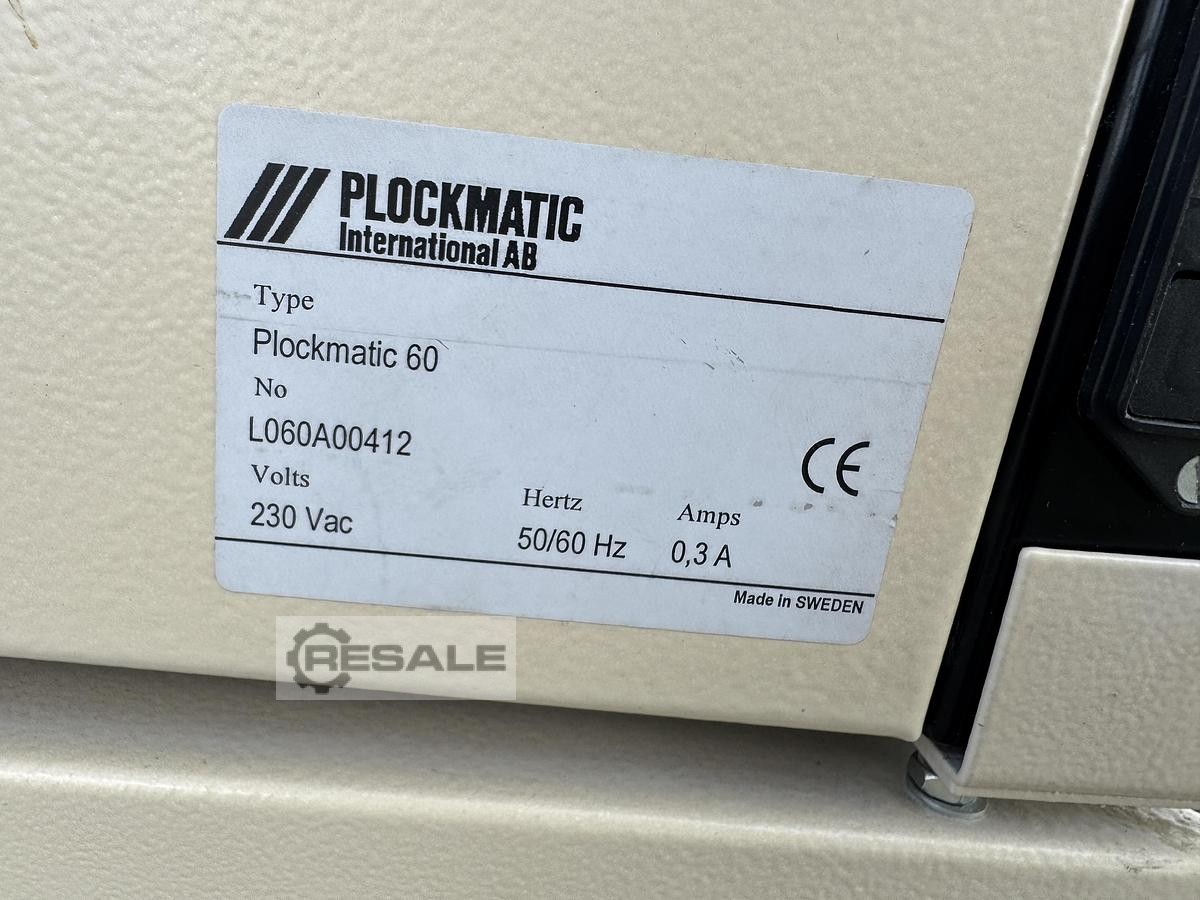 PLOCKMATIC
International AB
Type
Plockmatic 60
No
L060A00412
Volts Hertz Amps
230 Vac 50/60 Hz 0,3 A
CE
Made in SWEDEN
RESALE